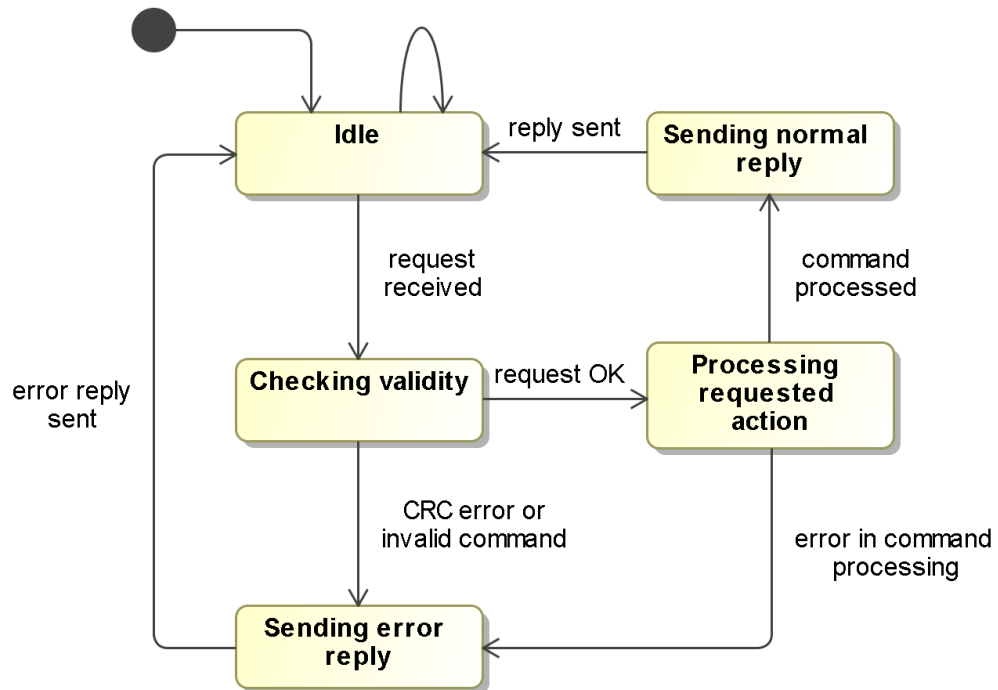 Idle
reply sent
Sending normal
reply
request
received
command
processed
Checking validity
request OK
Processing
requested
action
error reply
sent
CRC error or
invalid command
error in command
processing
Sending error
reply